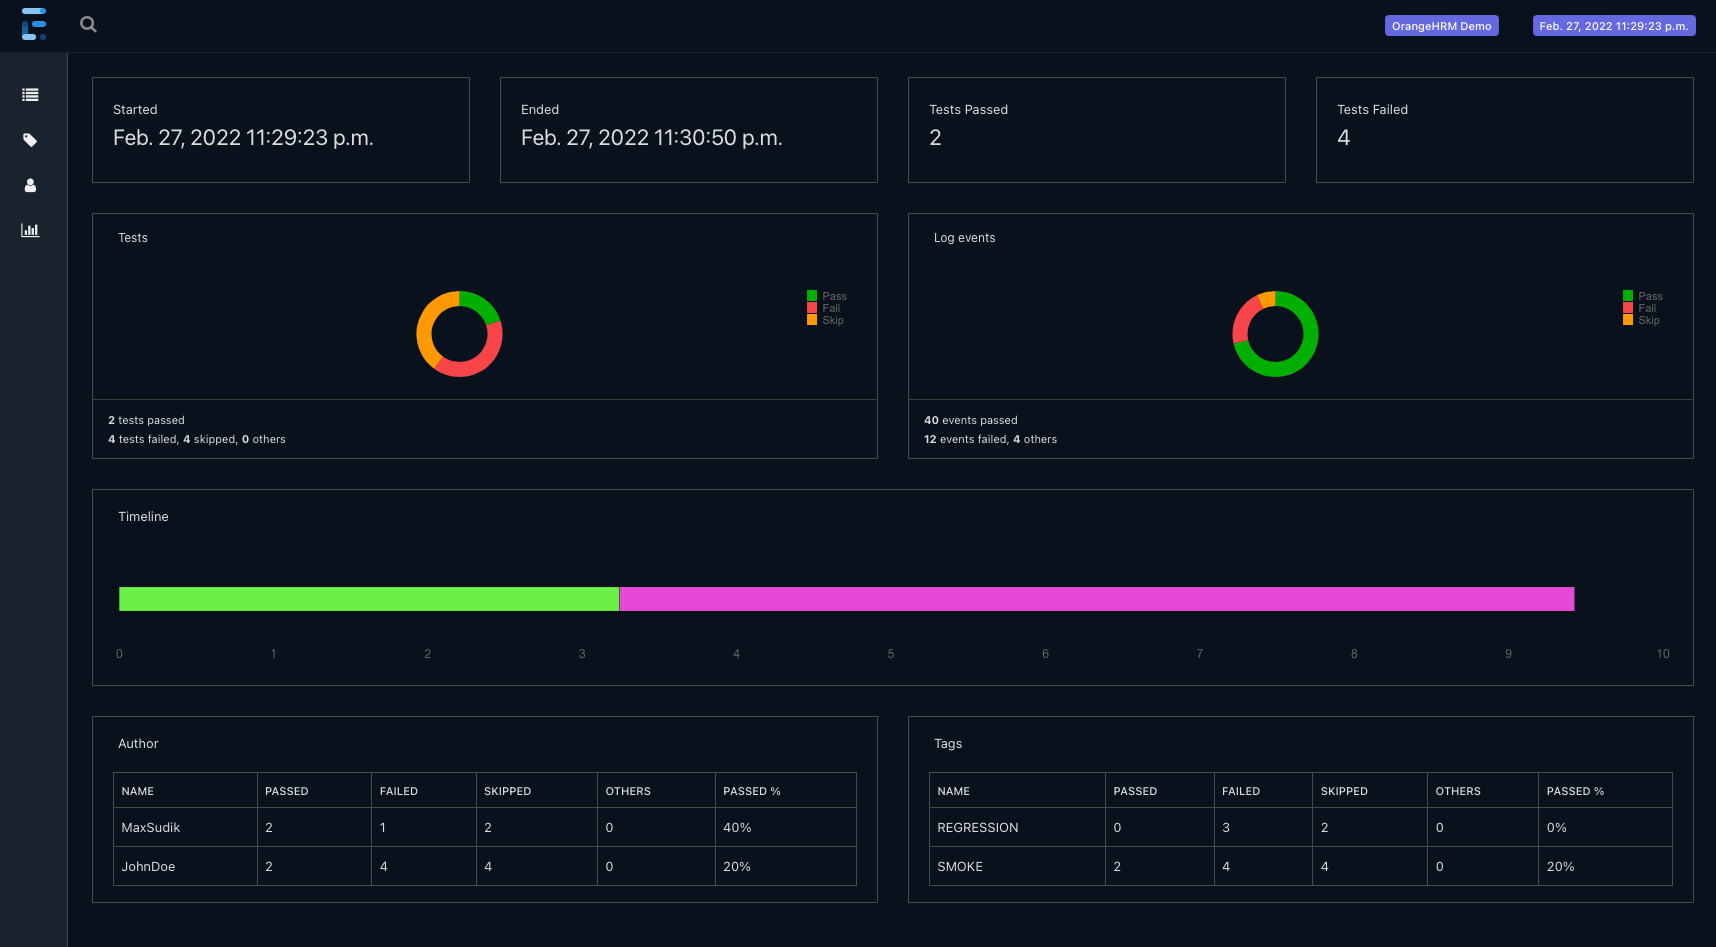 OrangeHRM Demo
Feb. 27, 2022 11:29:23 p.m.
Started
Feb. 27, 2022 11:29:23 p.m.
Ended
Feb. 27, 2022 11:30:50 p.m.
Tests Passed
2
Tests Failed
4
Tests
Pass
Fail
Skip
2 tests passed
4 tests failed, 4 skipped, 0 others
Log events
Pass
Fail
Skip
40 events passed
12 events failed, 4 others
Timeline
0 1 2 3 4 5 6 7 8 9 10
Author
NAME PASSED FAILED SKIPPED OTHERS PASSED %
MaxSudik 2 1 2 0 40%
JohnDoe 2 4 4 0 20%
Tags
NAME PASSED FAILED SKIPPED OTHERS PASSED %
REGRESSION 0 3 2 0 0%
SMOKE 2 4 4 0 20%